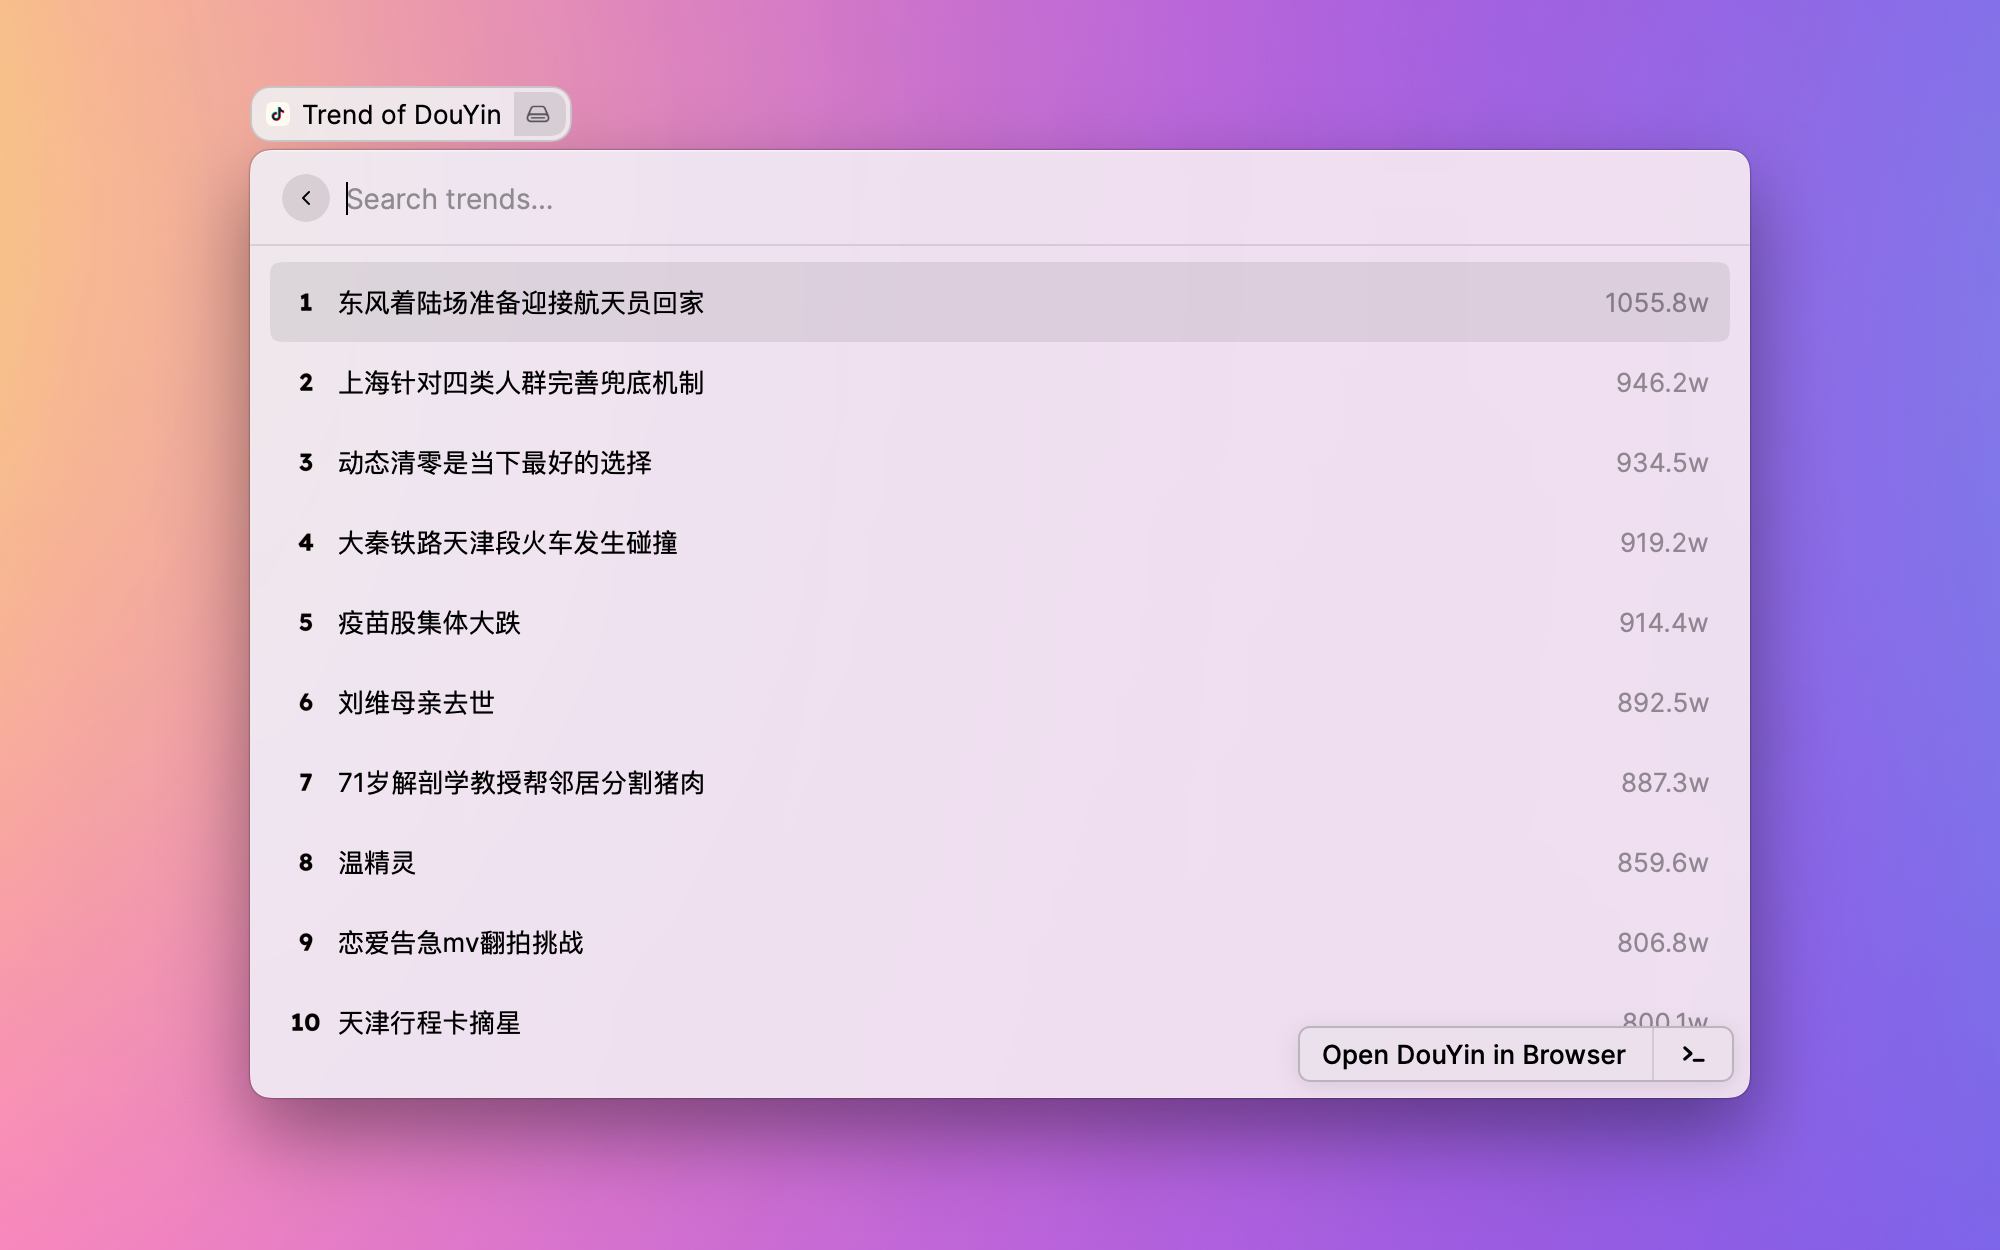 Trend of DouYin
Search trends...
1 东风着陆场准备迎接航天员回家 1055.8w
2 上海针对四类人群完善兜底机制 946.2w
3 动态清零是当下最好的选择 934.5w
4 大秦铁路天津段火车发生碰撞 919.2w
5 疫苗股集体大跌 914.4w
6 刘维母亲去世 892.5w
7 71岁解剖学教授帮邻居分割猪肉 887.3w
8 温精灵 859.6w
9 恋爱告急mv翻拍挑战 806.8w
10 天津行程卡摘星 800.1w
Open DouYin in Browser